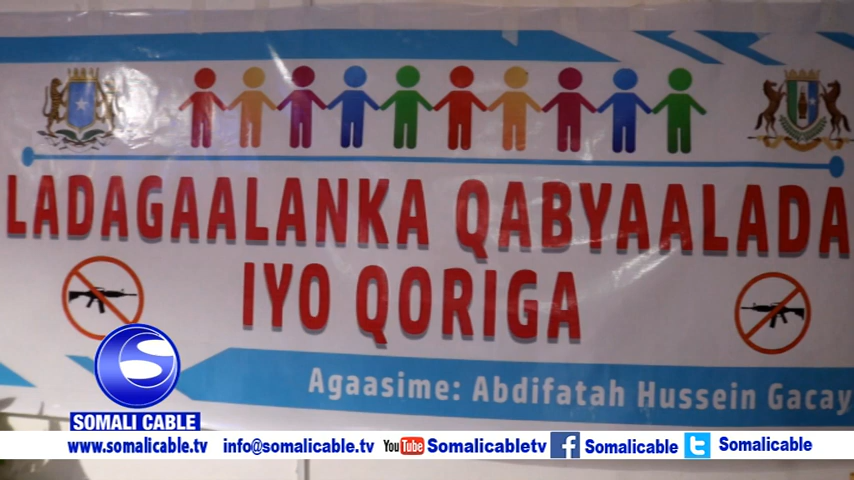 LADAGAALANKA QABYAALADA
IYO QORIGA
Agaasime: Abdifatah Hussein Gacay
S
SOMALI CABLE
www.somalicable.tv info@somalicable.tv YouTube Somalicabletv f Somalicable Somalicable